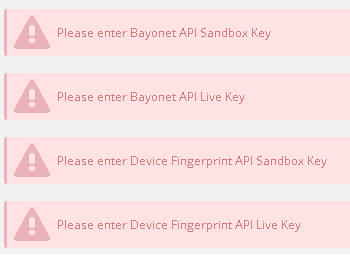 Please enter Bayonet API Sandbox Key
Please enter Bayonet API Live Key
Please enter Device Fingerprint API Sandbox Key
Please enter Device Fingerprint API Live Key